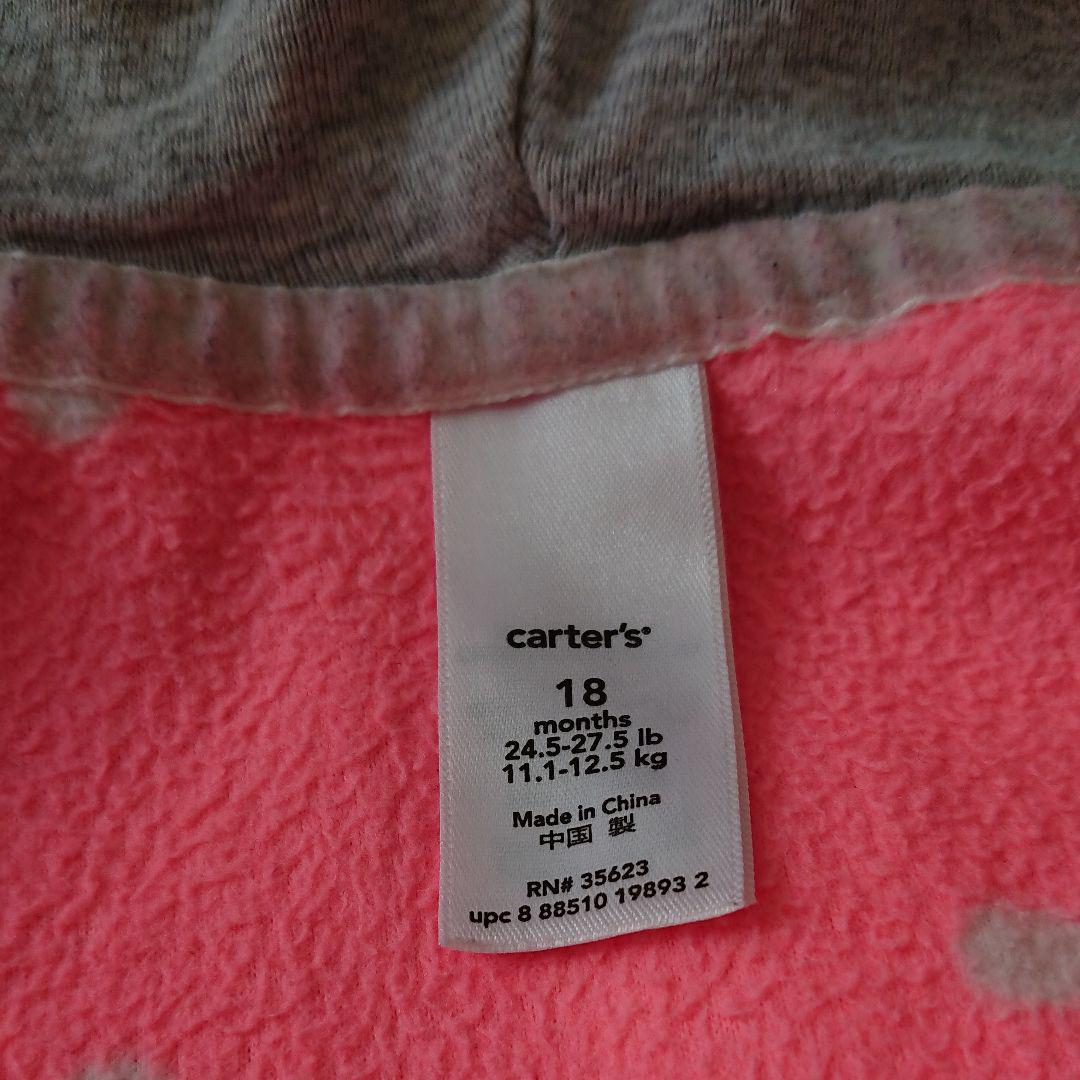 carter's®
18
months
24.5-27.5 lb
11.1-12.5 kg
Made in China
中国 製
RN# 35623
upc 8 88510 19893 2